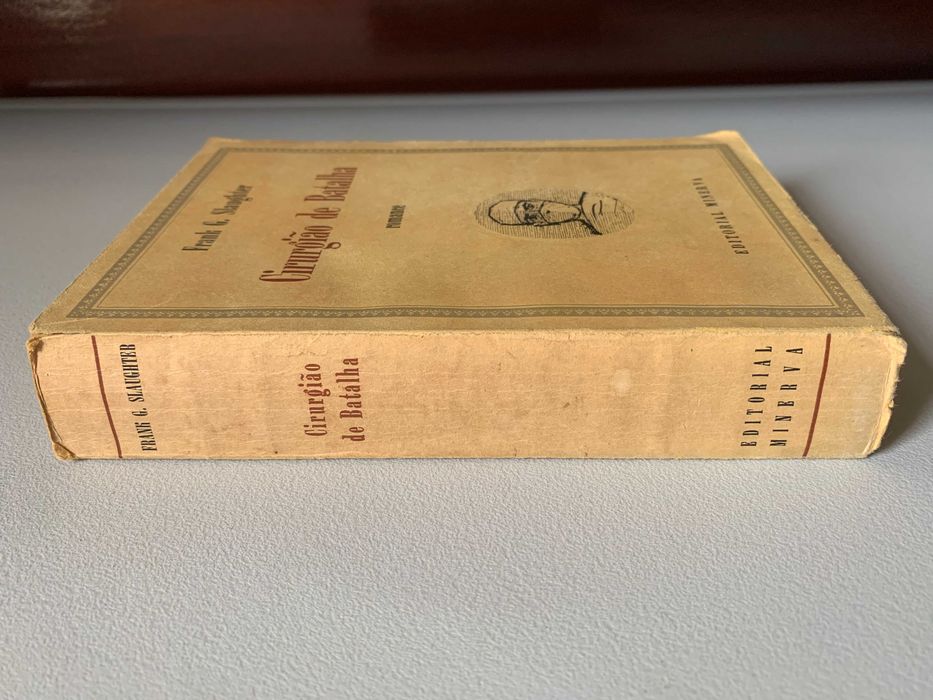 Frank G. Slaughter
Cirurgião de Batalha
romance
EDITORIAL MINERVA
FRANK G. SLAUGHTER
Cirurgião
de Batalha
EDITORIAL
MINERVA